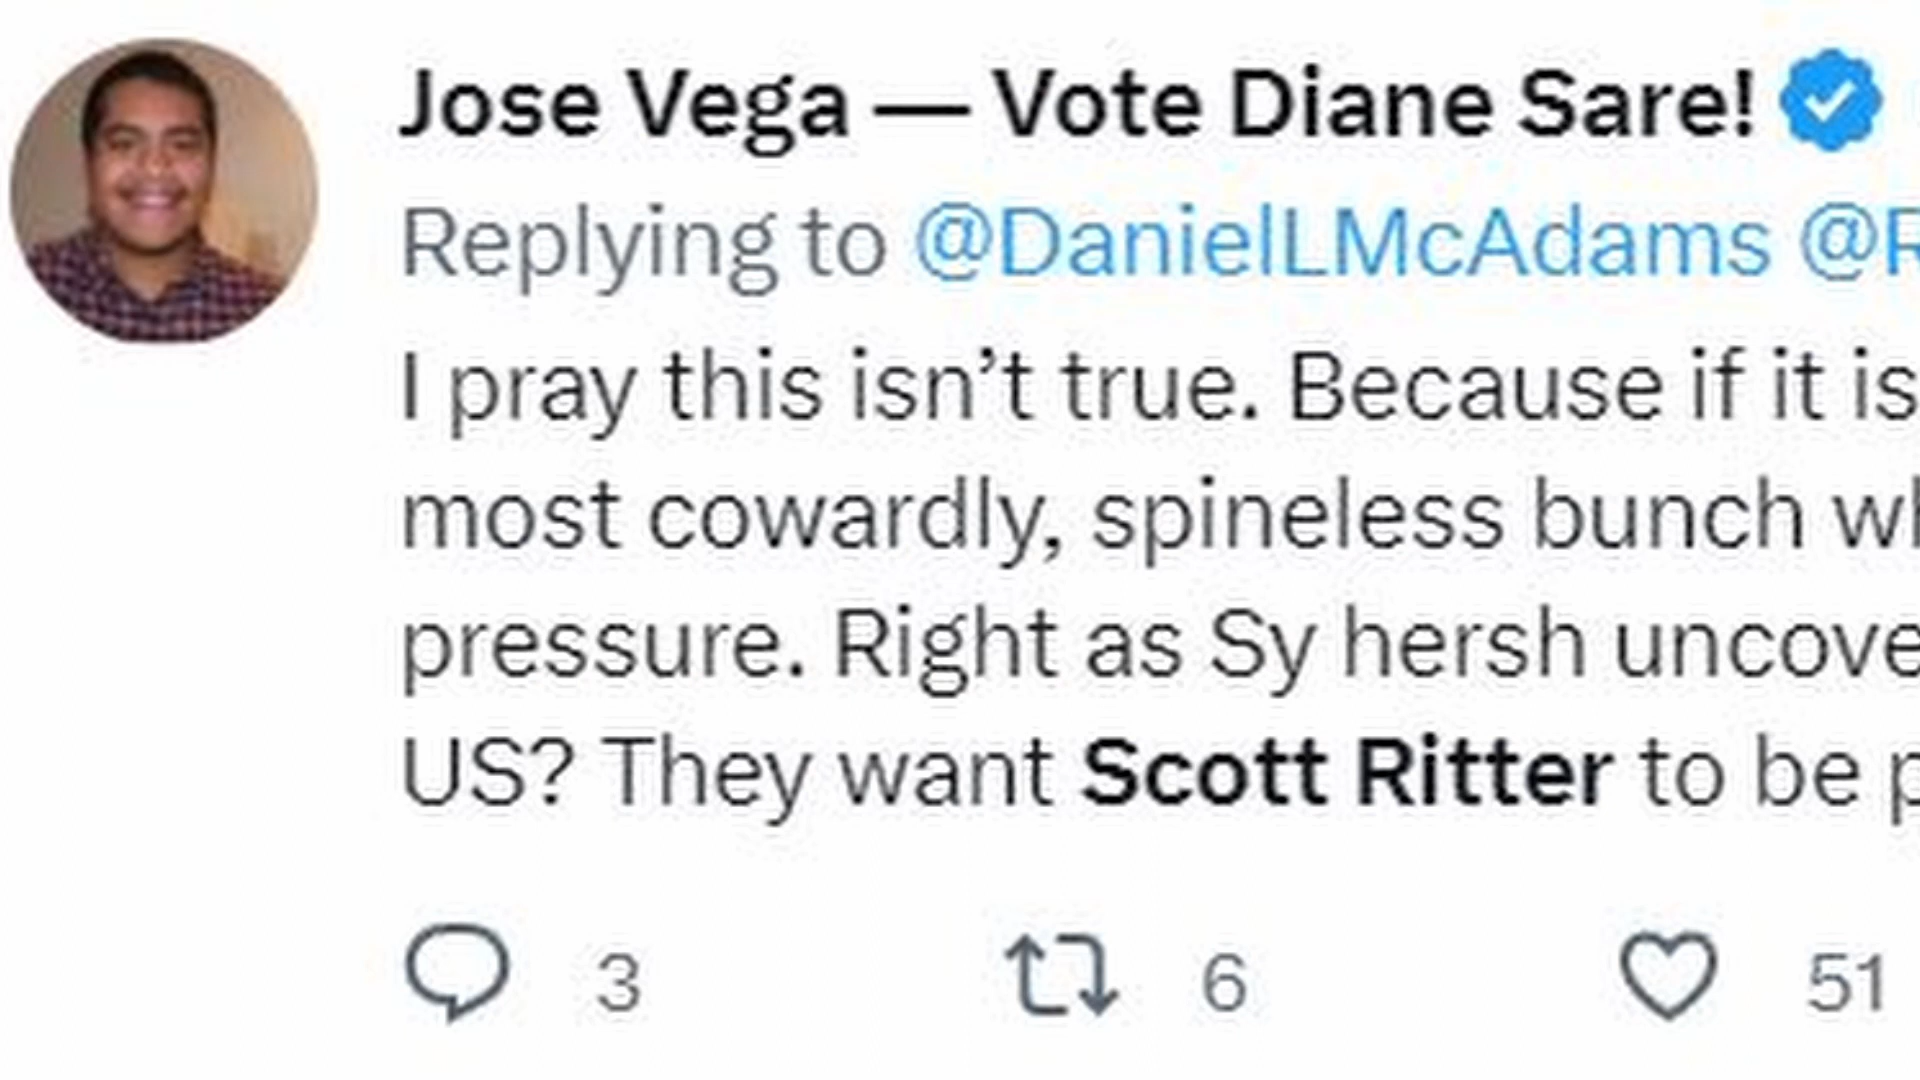 Jose Vega — Vote Diane Sare!
Replying to @DanielLMcAdams @R
I pray this isn’t true. Because if it is
most cowardly, spineless bunch wh
pressure. Right as Sy hersh uncove
US? They want Scott Ritter to be p
3 6 51